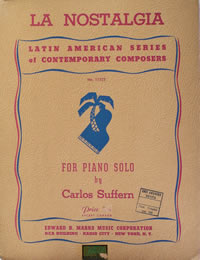 LA NOSTALGIA
LATIN AMERICAN SERIES
of CONTEMPORARY COMPOSERS
FOR PIANO SOLO
by
Carlos Suffern
Price
EDWARD B. MARKS MUSIC CORPORATION
RCA BUILDING · RADIO CITY · NEW YORK, N. Y.